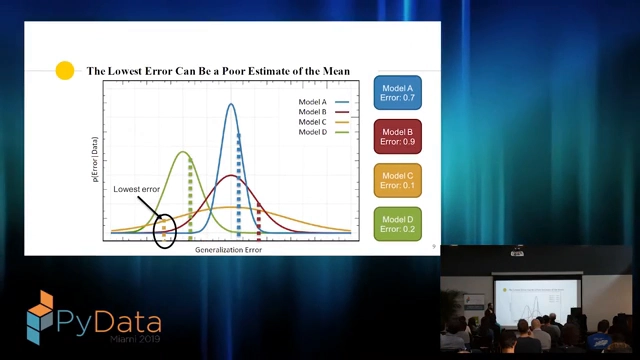 The Lowest Error Can Be a Poor Estimate of the Mean
p(Error|Data)
Model A
Model B
Model C
Model D
Lowest error
Generalization Error
Model A
Error: 0.7
Model B
Error: 0.9
Model C
Error: 0.1
Model D
Error: 0.2
9
PyData
Miami 2019